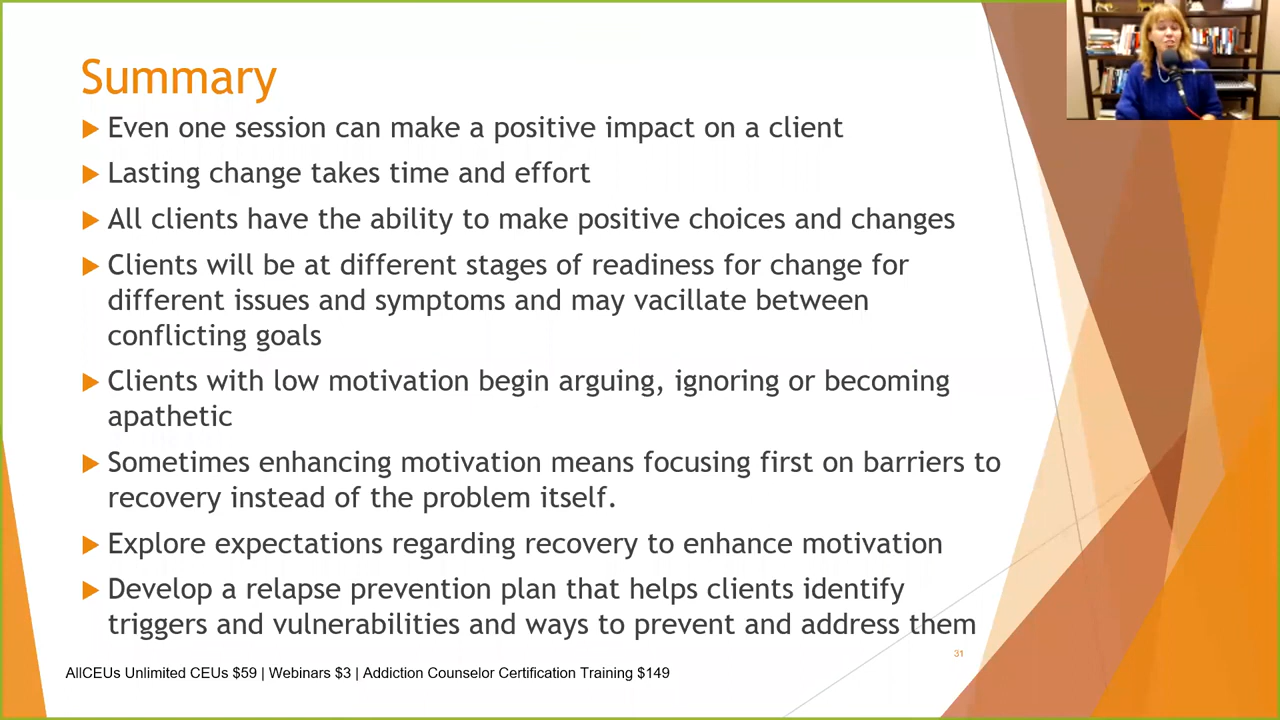 Summary
Even one session can make a positive impact on a client
Lasting change takes time and effort
All clients have the ability to make positive choices and changes
Clients will be at different stages of readiness for change for
different issues and symptoms and may vacillate between
conflicting goals
Clients with low motivation begin arguing, ignoring or becoming
apathetic
Sometimes enhancing motivation means focusing first on barriers to
recovery instead of the problem itself.
Explore expectations regarding recovery to enhance motivation
Develop a relapse prevention plan that helps clients identify
triggers and vulnerabilities and ways to prevent and address them
31
AllCEUs Unlimited CEUs $59 | Webinars $3 | Addiction Counselor Certification Training $149